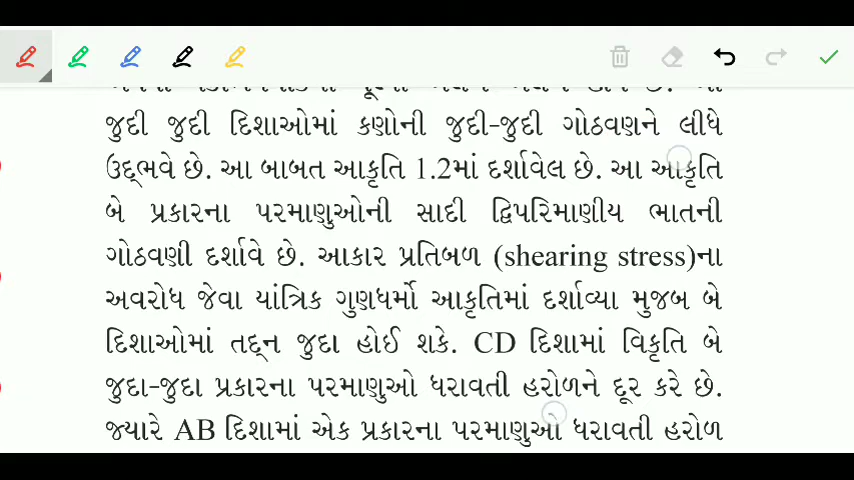 જુદી જુદી દિશાઓમાં કણોની જુદી-જુદી ગોઠવણને લીધે
ઉદ્ભવે છે. આ બાબત આકૃતિ 1.2માં દર્શાવેલ છે. આ આકૃતિ
બે પ્રકારના પરમાણુઓની સાદી દ્વિપરિમાણીય ભાતની
ગોઠવણી દર્શાવે છે. આકાર પ્રતિબળ (shearing stress)ના
અવરોધ જેવા યાંત્રિક ગુણધર્મો આકૃતિમાં દર્શાવ્યા મુજબ બે
દિશાઓમાં તદ્ન જુદા હોઈ શકે. CD દિશામાં વિકૃતિ બે
જુદા-જુદા પ્રકારના પરમાણુઓ ધરાવતી હરોળને દૂર કરે છે.
જ્યારે AB દિશામાં એક પ્રકારના પરમાણુઓ ધરાવતી હરોળ